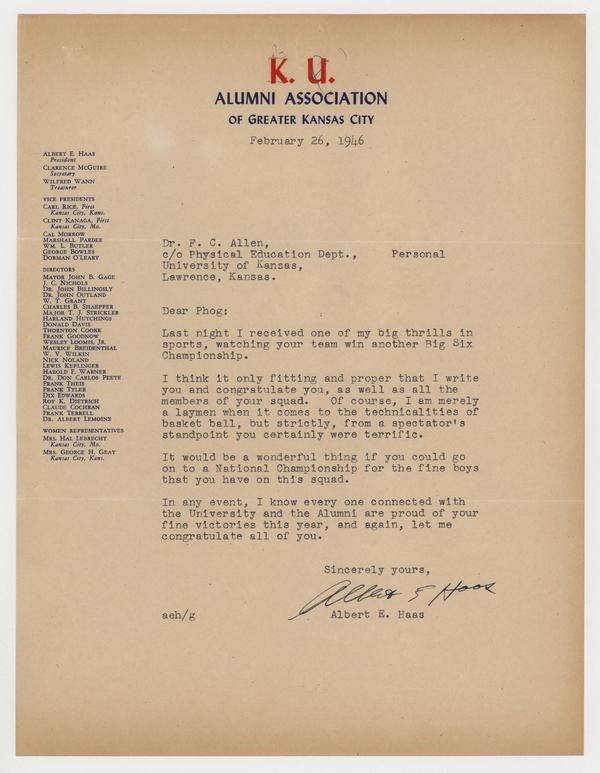 K. U.
ALUMNI ASSOCIATION
OF GREATER KANSAS CITY
February 26, 1946
ALBERT E. HAAS
President
CLARENCE MCGUIRE
Secretary
WILFRED WANN
Treasurer
VICE PRESIDENTS
CARL RICE, First
Kansas City, Kans.
CLINT KANAGA, First
Kansas City, Mo.
CAL MORROW
MARSHALL PARDEE
WM. L. BUTLER
GEORGE BOWLES
DORMAN O'LEARY
DIRECTORS
MAYOR JOHN B. GAGE
J. C. NICHOLS
DR. JOHN BILLINGSLY
DR. JOHN OUTLAND
W. T. GRANT
CHARLES B. SHAEFFER
MAJOR T. J. STRICKLER
HARLAND HUTCHINGS
DONALD DAVIS
THORNTON COOKE
FRANK GOODNOW
WESLEY LOOMIS, JR.
MAURICE BREIDENTHAL
W. V. WILKIN
NICK NOLAND
LEWIS KEPLINGER
HAROLD F. WARNER
DR. DON CARLOS PEETE
FRANK THEIS
FRANK TYLER
DIX EDWARDS
ROY K. DIETRICH
CLAUDE COCHRAN
FRANK TERRELL
DR. ALBERT LEMOINE
WOMEN REPRESENTATIVES
MRS. HAL LEBRECHT
Kansas City, Mo.
MRS. GEORGE H. GRAY
Kansas City, Kans.
Dr. F. C. Allen,
c/o Physical Education Dept., Personal
University of Kansas,
Lawrence, Kansas.
Dear Phog:
Last night I received one of my big thrills in
sports, watching your team win another Big Six
Championship.
I think it only fitting and proper that I write
you and congratulate you, as well as all the
members of your squad. Of course, I am merely
a laymen when it comes to the technicalities of
basket ball, but strictly, from a spectator's
standpoint you certainly were terrific.
It would be a wonderful thing if you could go
on to a National Championship for the fine boys
that you have on this squad.
In any event, I know every one connected with
the University and the Alumni are proud of your
fine victories this year, and again, let me
congratulate all of you.
Sincerely yours,
Albert E Haas
aeh/g Albert E. Haas